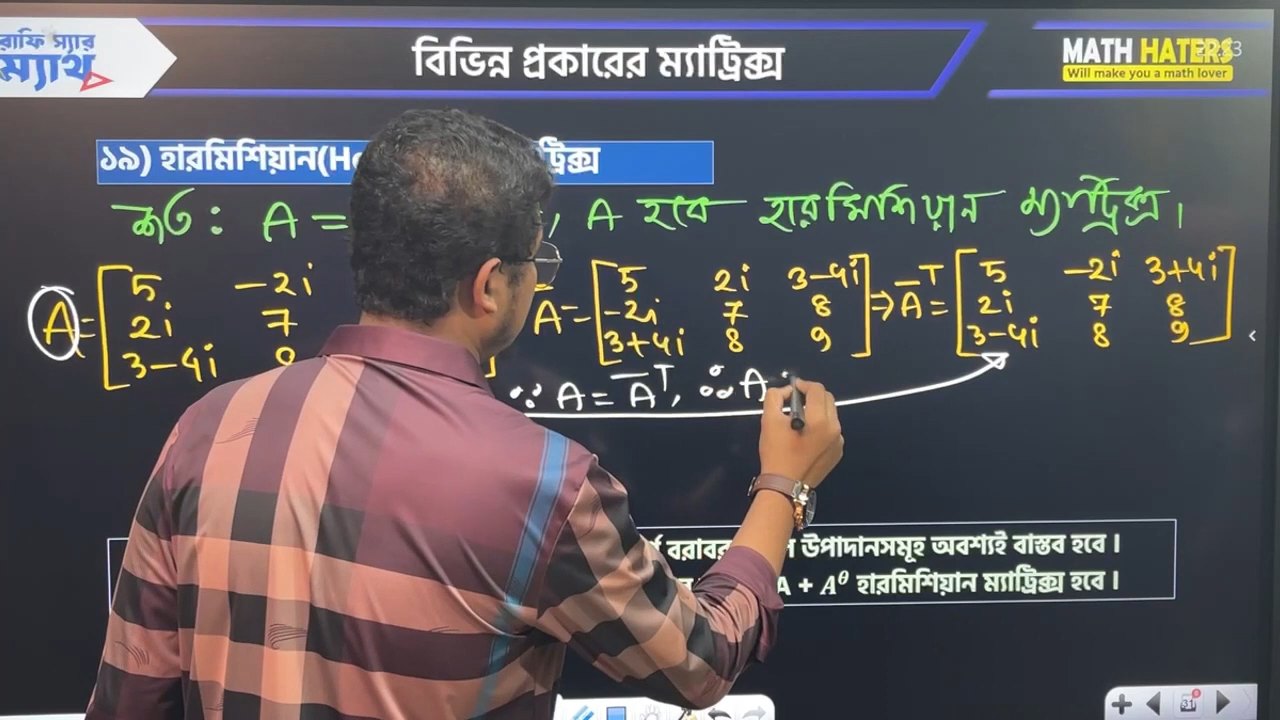 রাফি স্যার
ম্যাথ
বিভিন্ন প্রকারের ম্যাট্রিক্স
MATH HATERS
Will make you a math lover
১৯) হারমিশিয়ান(He ট্রিক্স
শর্ত : A = , A হবে হারমিশিয়ান ম্যাট্রিক্স।
A = [5 -2i
2i 7
3-4i
A̅ = [5 2i 3-4i
-2i 7 8
3+4i 8 9]
⇒ A̅ᵀ = [5 -2i 3+4i
2i 7 8
3-4i 8 9]
∵ A = A̅ᵀ, ∴ A
বরাবর উপাদানসমূহ অবশ্যই বাস্তব হবে।
A + A^θ হারমিশিয়ান ম্যাট্রিক্স হবে।
31